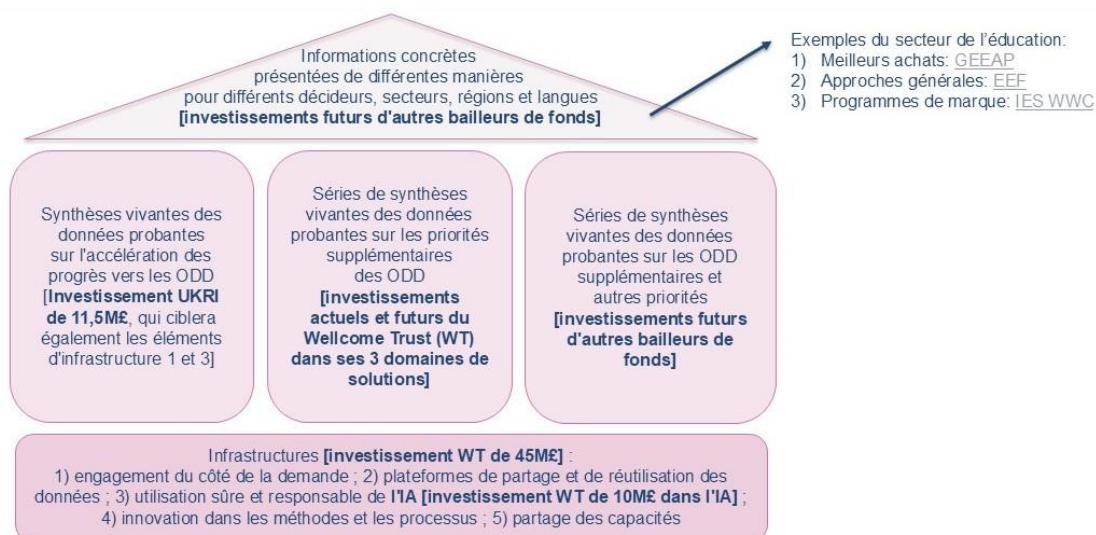 Informations concrètes
présentées de différentes manières
pour différents décideurs, secteurs, régions et langues
[investissements futurs d'autres bailleurs de fonds]
Exemples du secteur de l'éducation:
1) Meilleurs achats: GEEAP
2) Approches générales: EEF
3) Programmes de marque: IES WWC
Synthèses vivantes des
données probantes
sur l'accélération des
progrès vers les ODD
[Investissement UKRI
de 11,5M£, qui ciblera
également les éléments
d'infrastructure 1 et 3]
Séries de synthèses
vivantes des données
probantes sur les priorités
supplémentaires
des ODD
[investissements
actuels et futurs du
Wellcome Trust (WT)
dans ses 3 domaines de
solutions]
Séries de synthèses
vivantes des données
probantes sur les ODD
supplémentaires et
autres priorités
[investissements futurs
d'autres bailleurs de
fonds]
Infrastructures [investissement WT de 45M£] :
1) engagement du côté de la demande ; 2) plateformes de partage et de réutilisation des
données ; 3) utilisation sûre et responsable de l'IA [investissement WT de 10M£ dans l'IA] ;
4) innovation dans les méthodes et les processus ; 5) partage des capacités